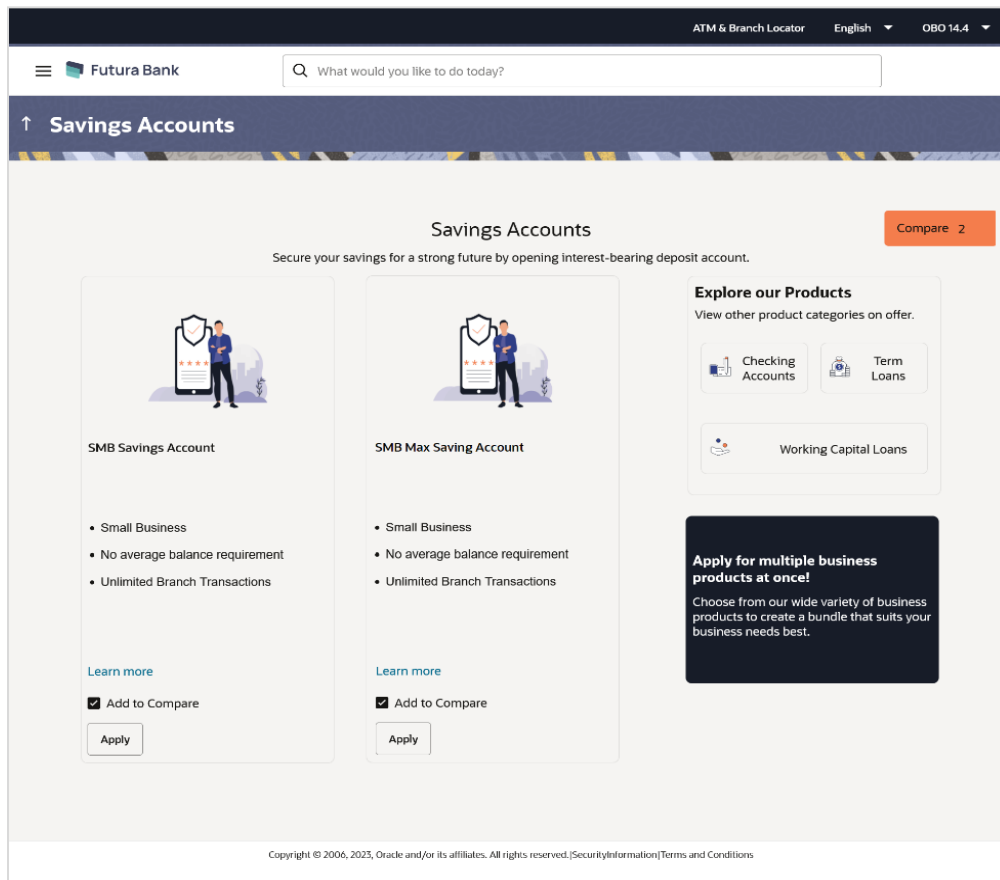 ATM & Branch Locator English OBO 14.4
Futura Bank
What would you like to do today?
Savings Accounts
Savings Accounts
Compare 2
Secure your savings for a strong future by opening interest-bearing deposit account.
SMB Savings Account
• Small Business
• No average balance requirement
• Unlimited Branch Transactions
Learn more
Add to Compare
Apply
SMB Max Saving Account
• Small Business
• No average balance requirement
• Unlimited Branch Transactions
Learn more
Add to Compare
Apply
Explore our Products
View other product categories on offer.
Checking
Accounts
Term
Loans
Working Capital Loans
Apply for multiple business
products at once!
Choose from our wide variety of business
products to create a bundle that suits your
business needs best.
Copyright © 2006, 2023, Oracle and/or its affiliates. All rights reserved.|SecurityInformation|Terms and Conditions